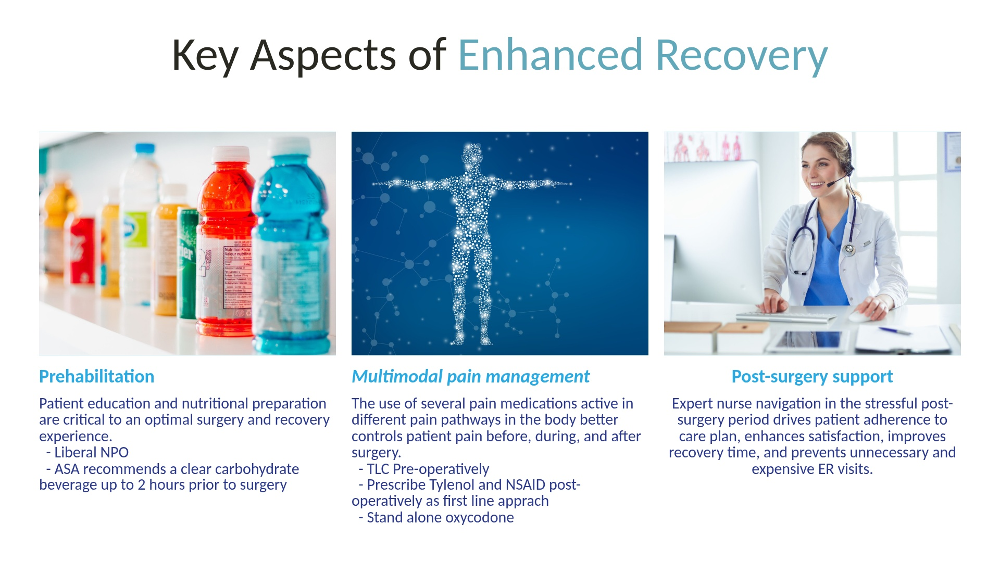 Key Aspects of Enhanced Recovery
Nutrition Facts
Valeur nutritive
Prehabilitation
Patient education and nutritional preparation
are critical to an optimal surgery and recovery
experience.
- Liberal NPO
- ASA recommends a clear carbohydrate
beverage up to 2 hours prior to surgery
Multimodal pain management
The use of several pain medications active in
different pain pathways in the body better
controls patient pain before, during, and after
surgery.
- TLC Pre-operatively
- Prescribe Tylenol and NSAID post-
operatively as first line apprach
- Stand alone oxycodone
Post-surgery support
Expert nurse navigation in the stressful post-
surgery period drives patient adherence to
care plan, enhances satisfaction, improves
recovery time, and prevents unnecessary and
expensive ER visits.